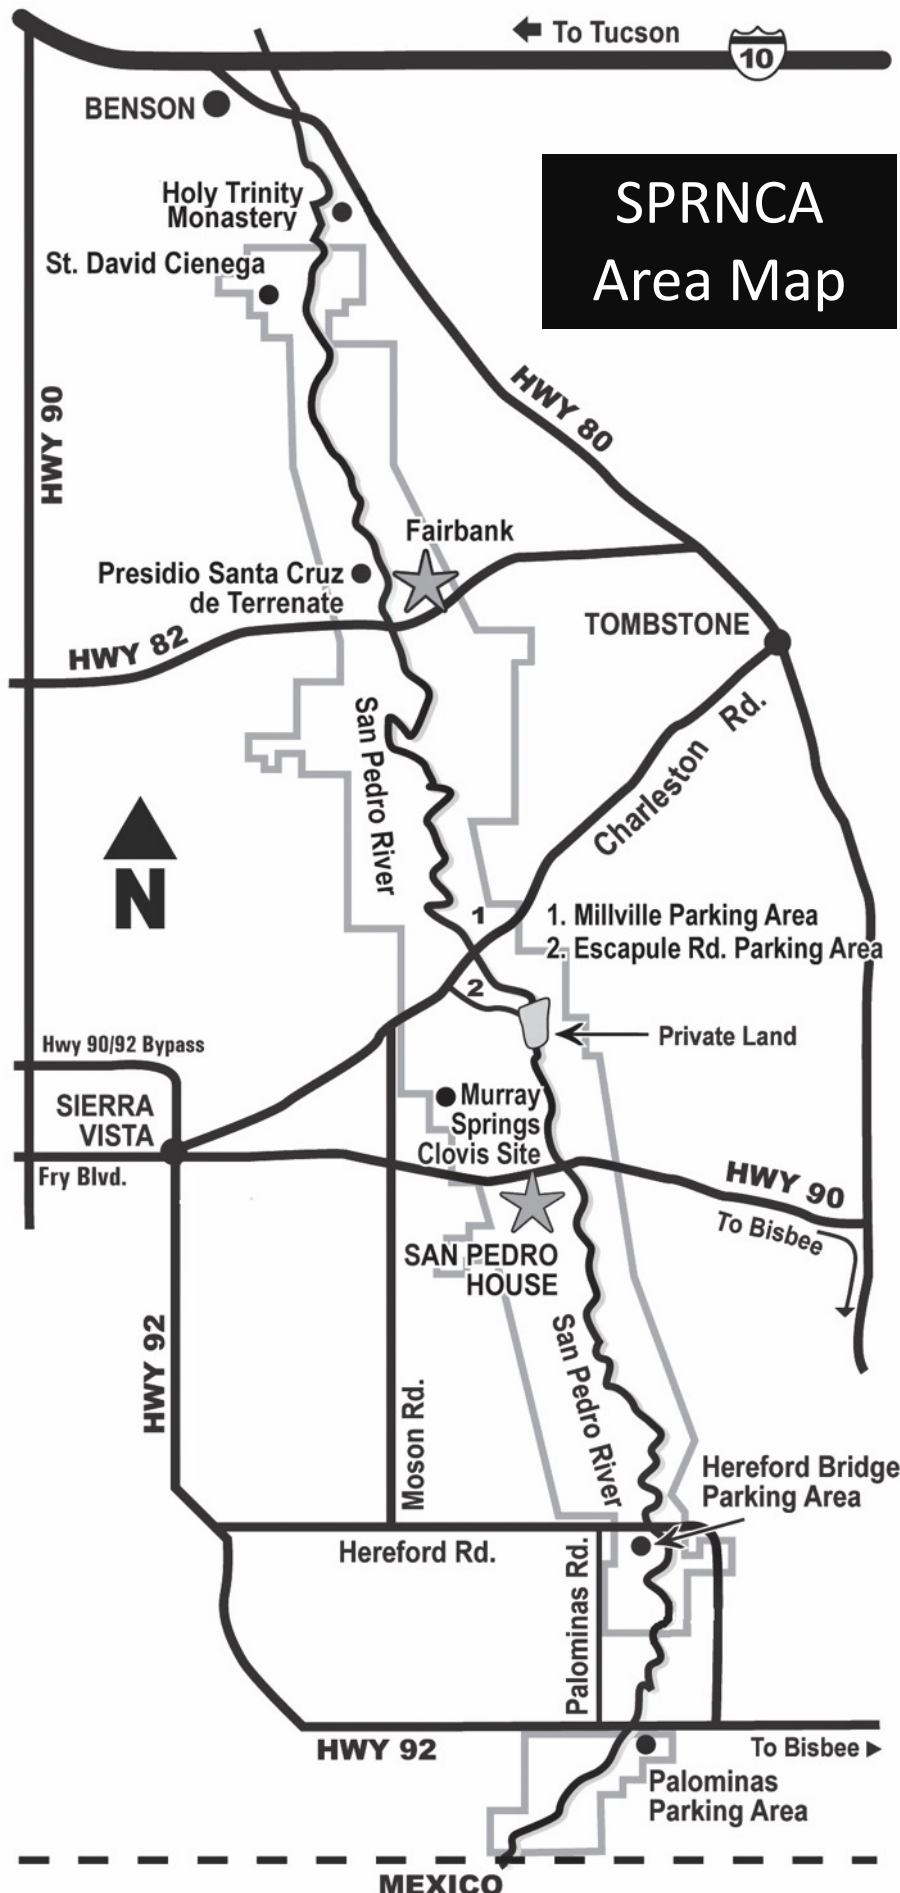 To Tucson
10
BENSON
SPRNCA
Area Map
Holy Trinity
Monastery
St. David Cienega
HWY 90
HWY 80
Fairbank
Presidio Santa Cruz
de Terrenate
TOMBSTONE
HWY 82
San Pedro River
Charleston Rd.
N
1
1. Millville Parking Area
2. Escapule Rd. Parking Area
2
Private Land
Hwy 90/92 Bypass
SIERRA
VISTA
Murray
Springs
Clovis Site
Fry Blvd.
HWY 90
To Bisbee
SAN PEDRO
HOUSE
HWY 92
San Pedro River
Moson Rd.
Hereford Bridge
Parking Area
Hereford Rd.
Palominas Rd.
HWY 92
To Bisbee
Palominas
Parking Area
MEXICO